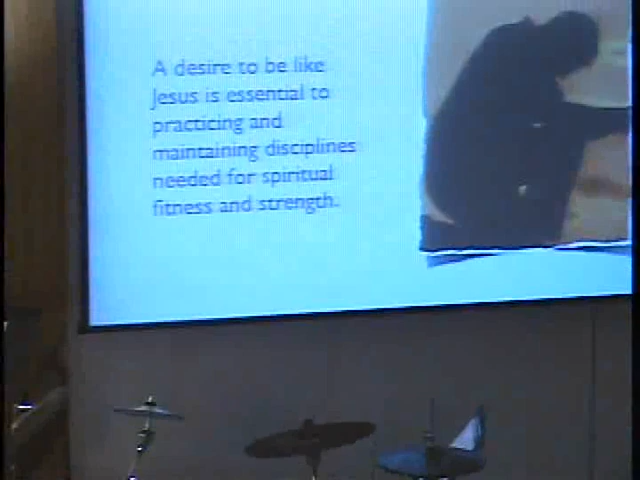 A desire to be like
Jesus is essential to
practicing and
maintaining disciplines
needed for spiritual
fitness and strength.